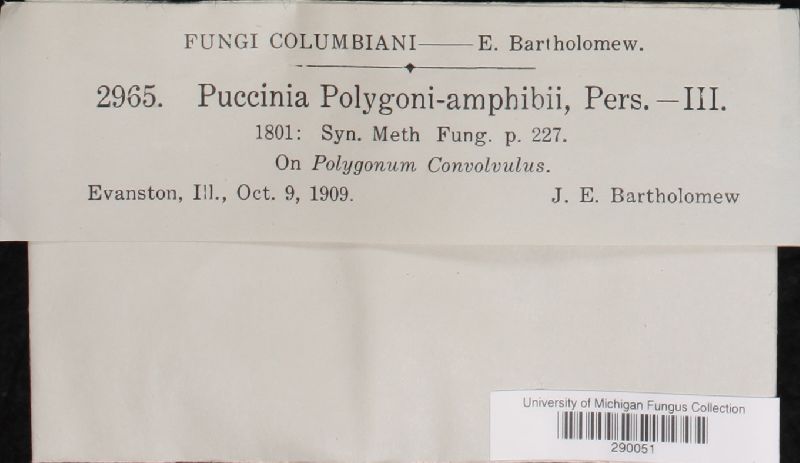 FUNGI COLUMBIANI—— E. Bartholomew.
2965. Puccinia Polygoni-amphibii, Pers.—III.
1801: Syn. Meth Fung. p. 227.
On Polygonum Convolvulus.
Evanston, Ill., Oct. 9, 1909. J. E. Bartholomew
University of Michigan Fungus Collection
290051